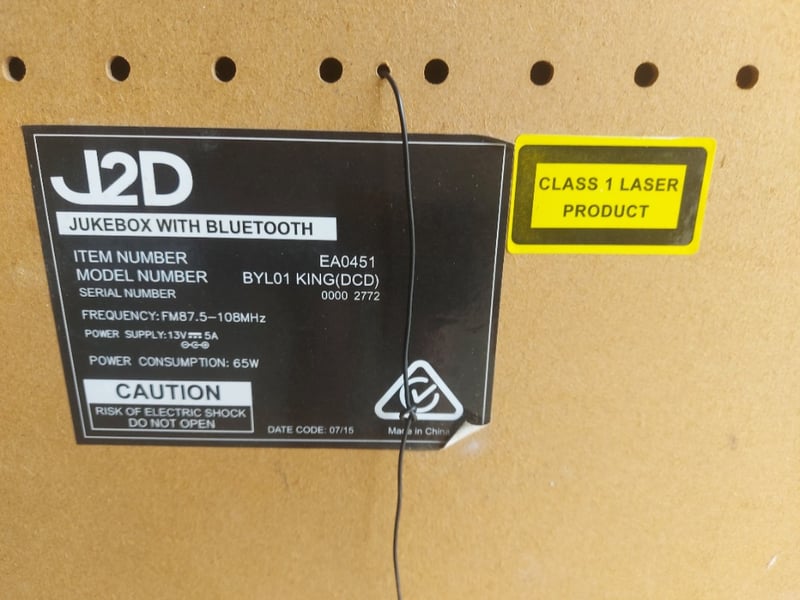 J2D
JUKEBOX WITH BLUETOOTH
ITEM NUMBER EA0451
MODEL NUMBER BYL01 KING(DCD)
SERIAL NUMBER 0000 2772
FREQUENCY:FM87.5-108MHz
POWER SUPPLY:13V 5A
POWER CONSUMPTION: 65W
CAUTION
RISK OF ELECTRIC SHOCK
DO NOT OPEN
DATE CODE: 07/15
Made in China
CLASS 1 LASER
PRODUCT